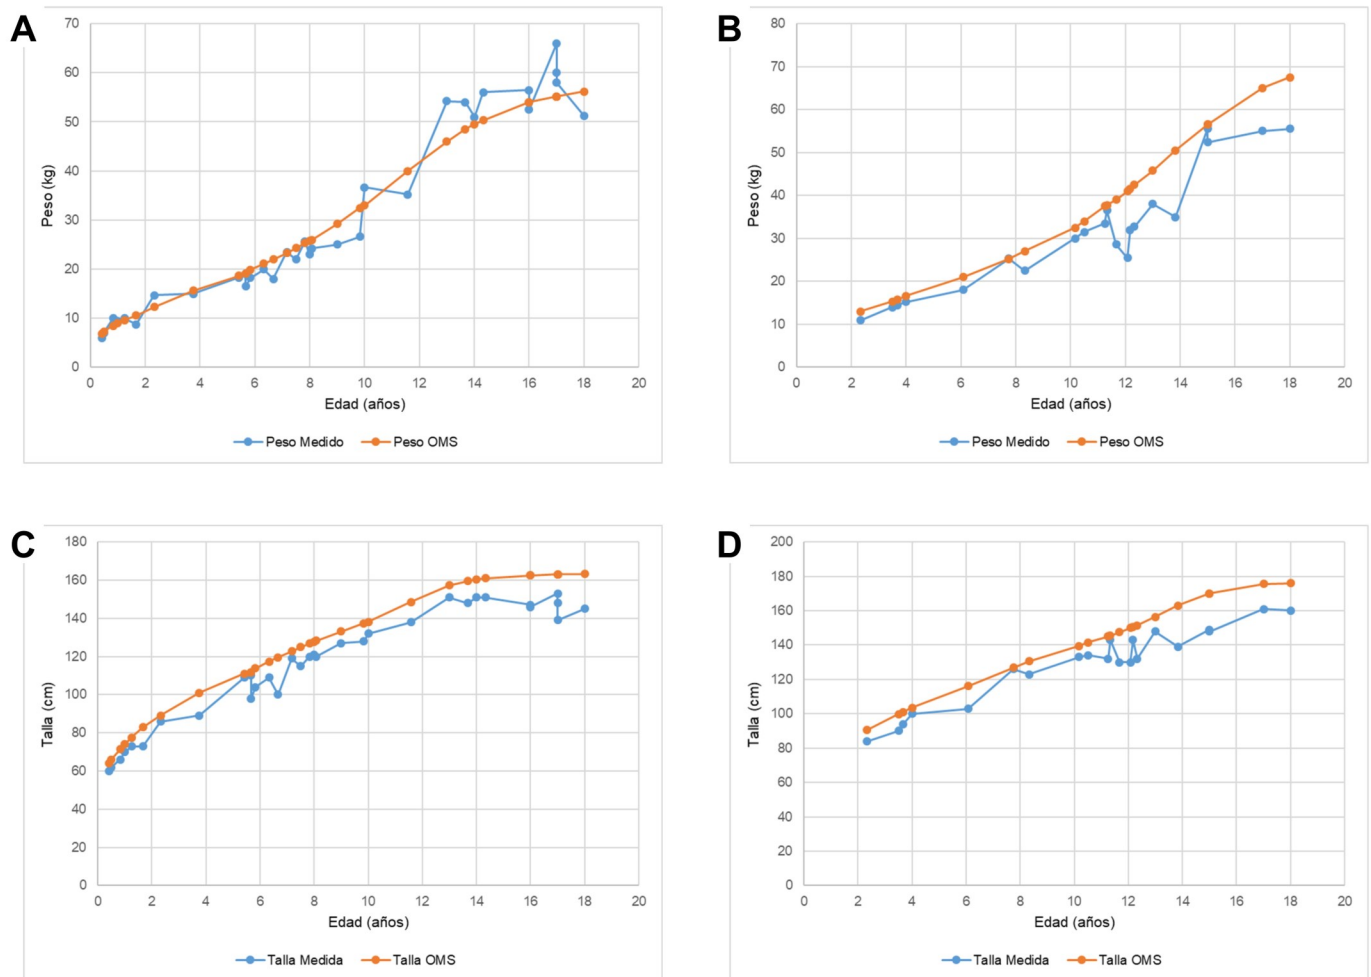 A
70
60
50
40
30
20
10
0
Peso (kg)
0 2 4 6 8 10 12 14 16 18 20
Edad (años)
Peso Medido Peso OMS
B
80
70
60
50
40
30
20
10
0
Peso (kg)
0 2 4 6 8 10 12 14 16 18 20
Edad (años)
Peso Medido Peso OMS
C
180
160
140
120
100
80
60
40
20
0
Talla (cm)
0 2 4 6 8 10 12 14 16 18 20
Edad (años)
Talla Medida Talla OMS
D
200
180
160
140
120
100
80
60
40
20
0
Talla (cm)
0 2 4 6 8 10 12 14 16 18 20
Edad (años)
Talla Medida Talla OMS